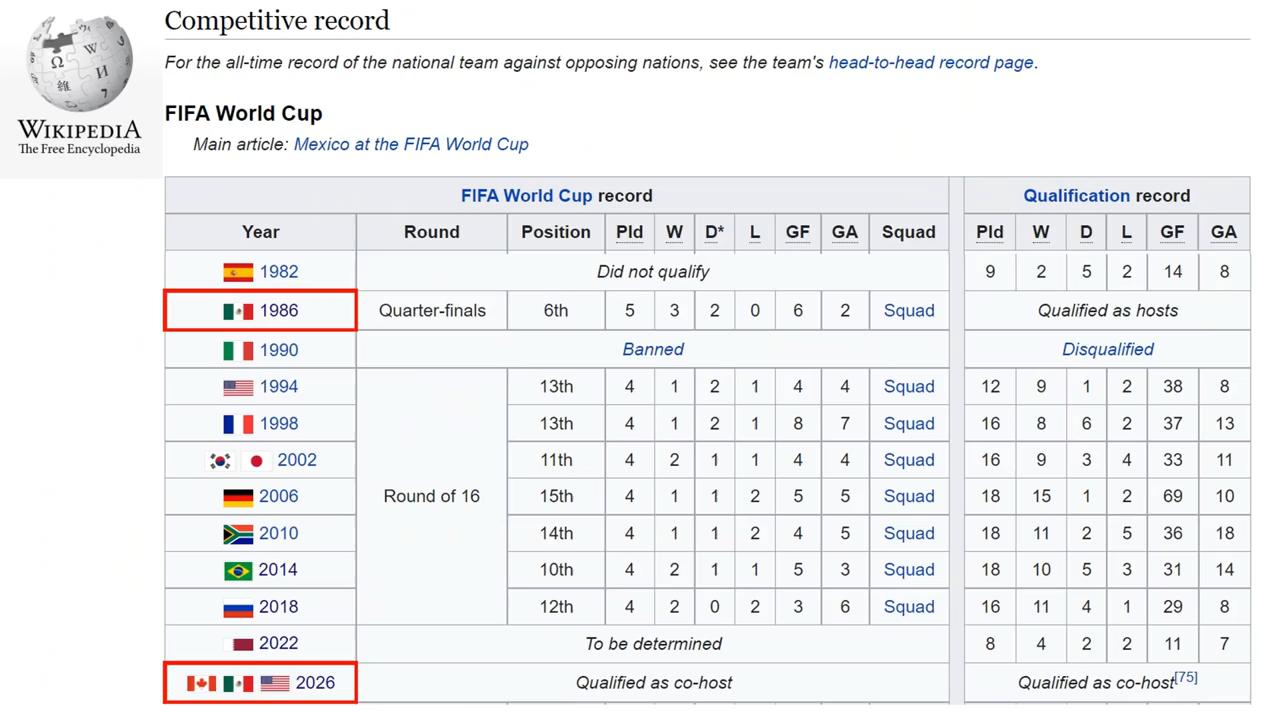 Competitive record
For the all-time record of the national team against opposing nations, see the team's head-to-head record page.
WIKIPEDIA
The Free Encyclopedia
FIFA World Cup
Main article: Mexico at the FIFA World Cup
FIFA World Cup record Qualification record
Year Round Position Pld W D* L GF GA Squad Pld W D L GF GA
1982 Did not qualify 9 2 5 2 14 8
1986 Quarter-finals 6th 5 3 2 0 6 2 Squad Qualified as hosts
1990 Banned Disqualified
1994 13th 4 1 2 1 4 4 Squad 12 9 1 2 38 8
1998 13th 4 1 2 1 8 7 Squad 16 8 6 2 37 13
2002 11th 4 2 1 1 4 4 Squad 16 9 3 4 33 11
2006 Round of 16 15th 4 1 1 2 5 5 Squad 18 15 1 2 69 10
2010 14th 4 1 1 2 4 5 Squad 18 11 2 5 36 18
2014 10th 4 2 1 1 5 3 Squad 18 10 5 3 31 14
2018 12th 4 2 0 2 3 6 Squad 16 11 4 1 29 8
2022 To be determined 8 4 2 2 11 7
2026 Qualified as co-host Qualified as co-host[75]